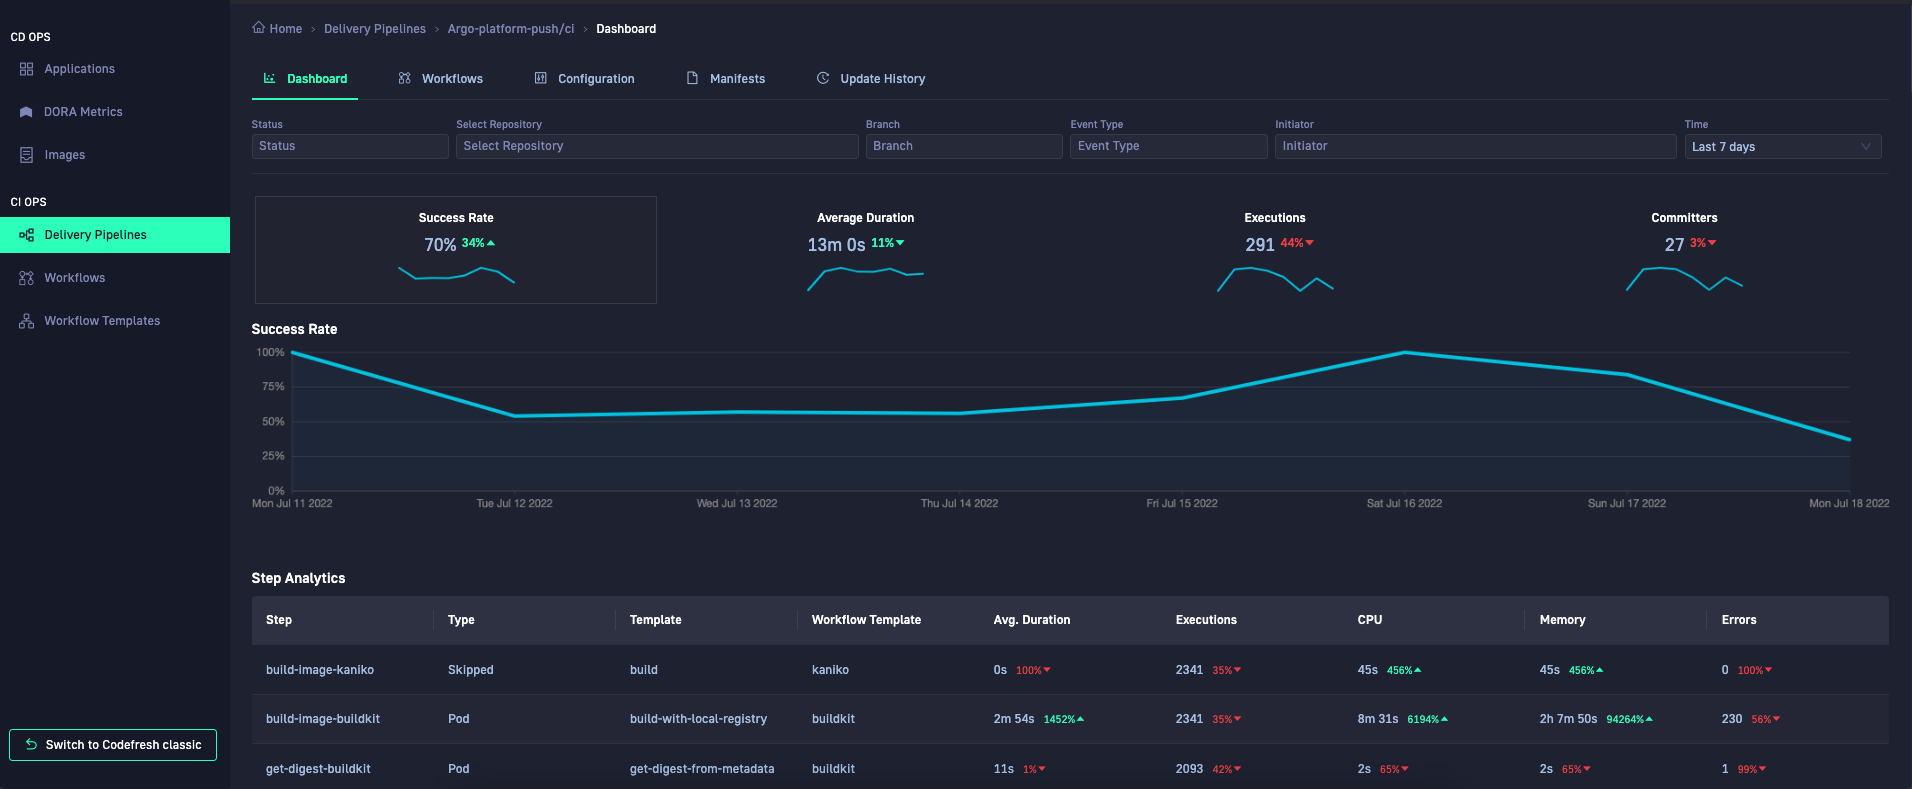 CD OPS
Applications
DORA Metrics
Images
CI OPS
Delivery Pipelines
Workflows
Workflow Templates
Switch to Codefresh classic
Home › Delivery Pipelines › Argo-platform-push/ci › Dashboard
Dashboard Workflows Configuration Manifests Update History
Status Select Repository Branch Event Type Initiator Time
Status Select Repository Branch Event Type Initiator Last 7 days
Success Rate Average Duration Executions Committers
70% 34% 13m 0s 11% 291 44% 27 3%
Success Rate
100%
75%
50%
25%
0%
Mon Jul 11 2022 Tue Jul 12 2022 Wed Jul 13 2022 Thu Jul 14 2022 Fri Jul 15 2022 Sat Jul 16 2022 Sun Jul 17 2022 Mon Jul 18 2022
Step Analytics
Step Type Template Workflow Template Avg. Duration Executions CPU Memory Errors
build-image-kaniko Skipped build kaniko 0s 100% 2341 35% 45s 456% 45s 456% 0 100%
build-image-buildkit Pod build-with-local-registry buildkit 2m 54s 1452% 2341 35% 8m 31s 6194% 2h 7m 50s 94264% 230 56%
get-digest-buildkit Pod get-digest-from-metadata buildkit 11s 1% 2093 42% 2s 65% 2s 65% 1 99%